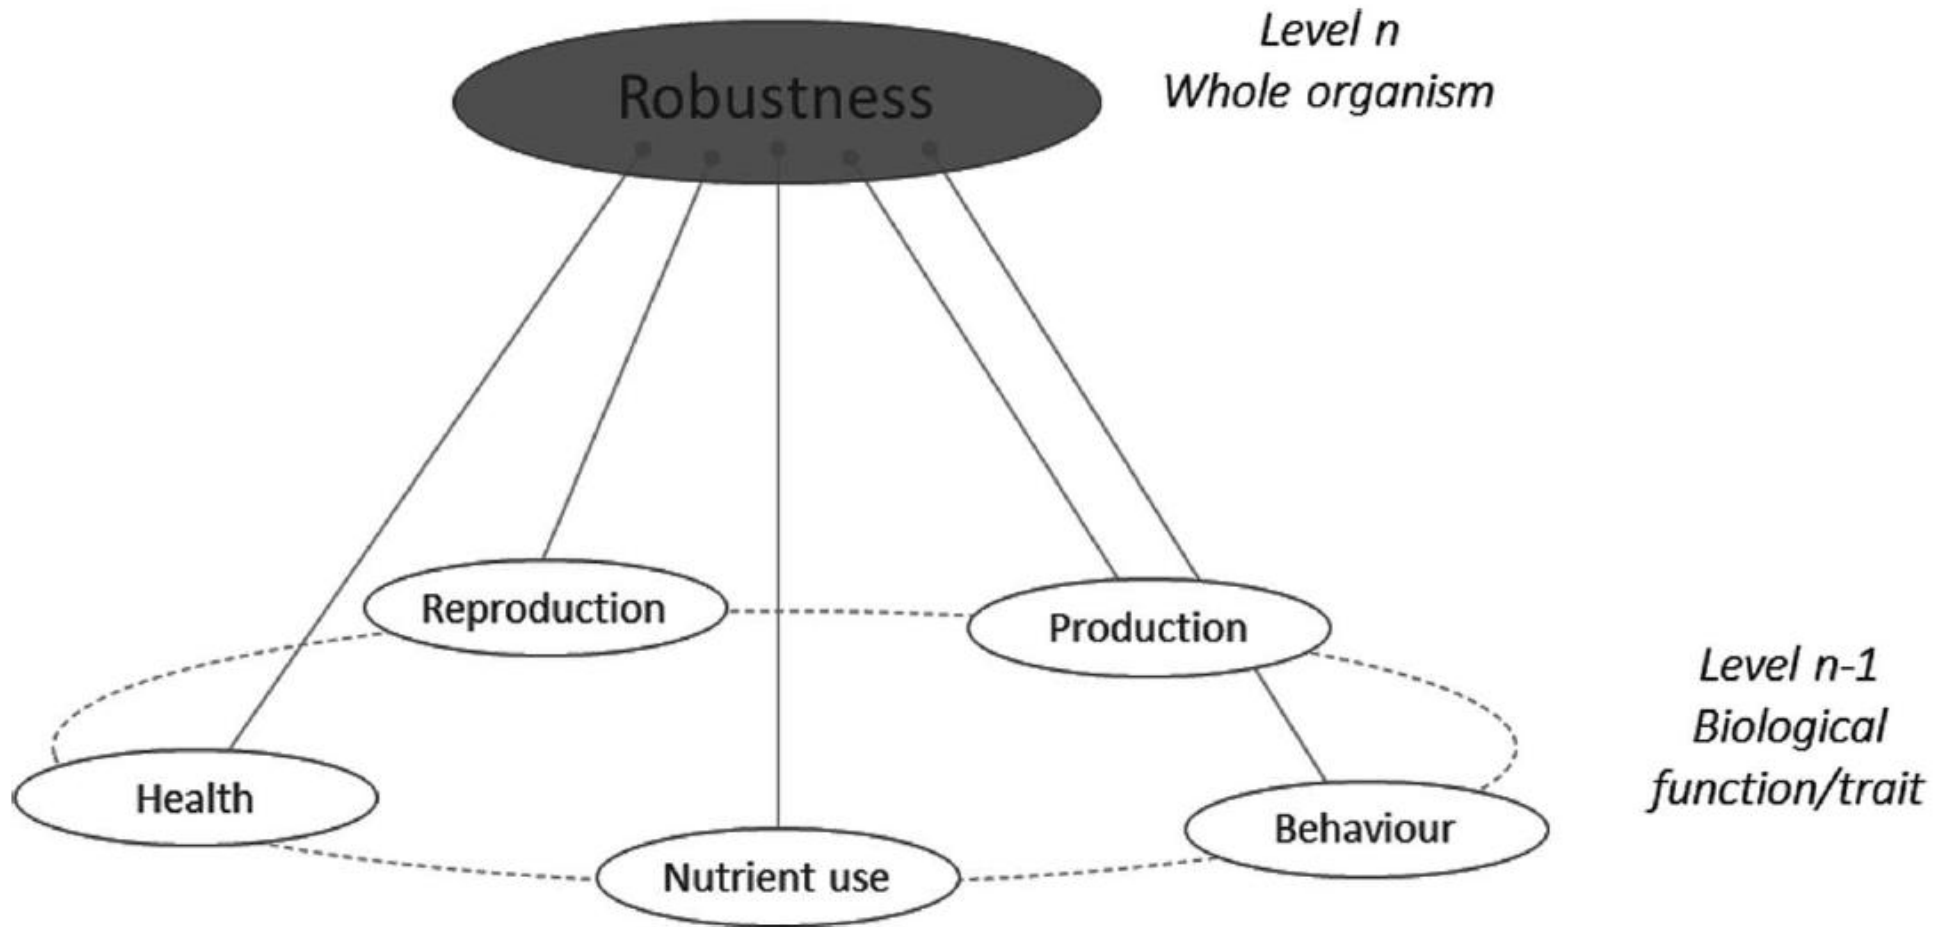 Level n
Whole organism
Robustness
Reproduction
Production
Level n-1
Biological
function/trait
Health
Behaviour
Nutrient use